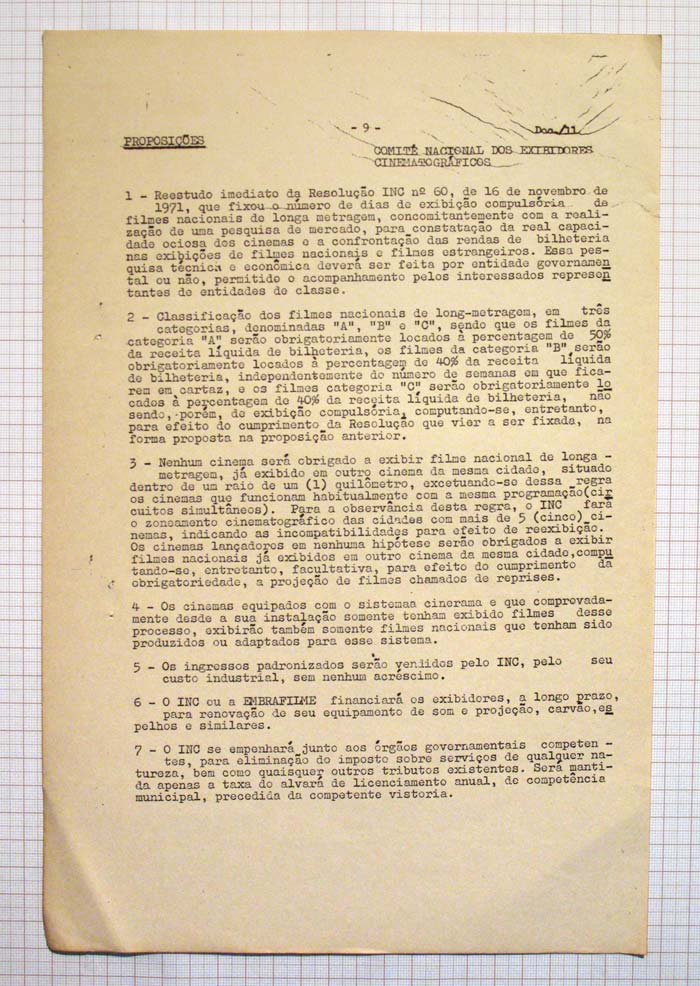 - 9 -
Doc/11
PROPOSIÇÕES
COMITÊ NACIONAL DOS EXIBIDORES
CINEMATOGRÁFICOS
1 - Reestudo imediato da Resolução INC nº 60, de 16 de novembro de
1971, que fixou o número de dias de exibição compulsória de
filmes nacionais de longa metragem, concomitantemente com a reali-
zação de uma pesquisa de mercado, para constatação da real capaci-
dade ociosa dos cinemas e a confrontação das rendas de bilheteria
nas exibições de filmes nacionais e filmes estrangeiros. Essa pes-
quisa técnica e econômica deverá ser feita por entidade governamen
tal ou não, permitido o acompanhamento pelos interessados represen
tantes de entidades de classe.
2 - Classificação dos filmes nacionais de long-metragem, em três
categorias, denominadas "A", "B" e "C", sendo que os filmes da
categoria "A" serão obrigatoriamente locados à percentagem de 50%
da receita líquida de bilheteria, os filmes da categoria "B" serão
obrigatoriamente locados à percentagem de 40% da receita líquida
de bilheteria, independentemente do número de semanas em que fica-
rem em cartaz, e os filmes categoria "C" serão obrigatoriamente lo
cados à percentagem de 40% da receita líquida de bilheteria, não
sendo, porém, de exibição compulsória, computando-se, entretanto,
para efeito do cumprimento da Resolução que vier a ser fixada, na
forma proposta na proposição anterior.
3 - Nenhum cinema será obrigado a exibir filme nacional de longa -
metragem, já exibido em outro cinema da mesma cidade, situado
dentro de um raio de um (1) quilômetro, excetuando-se dessa regra
os cinemas que funcionam habitualmente com a mesma programação(cir
cuitos simultâneos). Para a observância desta regra, o INC fará
o zoneamento cinematográfico das cidades com mais de 5 (cinco) ci-
nemas, indicando as incompatibilidades para efeito de reexibição.
Os cinemas lançadores em nenhuma hipótese serão obrigados a exibir
filmes nacionais já exibidos em outro cinema da mesma cidade,compu
tando-se, entretanto, facultativa, para efeito do cumprimento da
obrigatoriedade, a projeção de filmes chamados de reprises.
4 - Os cinemas equipados com o sistemaa cinerama e que comprovada-
mente desde a sua instalação somente tenham exibido filmes desse
processo, exibirão também somente filmes nacionais que tenham sido
produzidos ou adaptados para esse sistema.
5 - Os ingressos padronizados serão vendidos pelo INC, pelo seu
custo industrial, sem nenhum acréscimo.
6 - O INC ou a EMBRAFILME financiará os exibidores, a longo prazo,
para renovação de seu equipamento de som e projeção, carvão,es
pelhos e similares.
7 - O INC se empenhará junto aos órgãos governamentais competen -
tes, para eliminação do imposto sobre serviços de qualquer na-
tureza, bem como quaisquer outros tributos existentes. Será manti-
da apenas a taxa do alvará de licenciamento anual, de competência
municipal, precedida da competente vistoria.